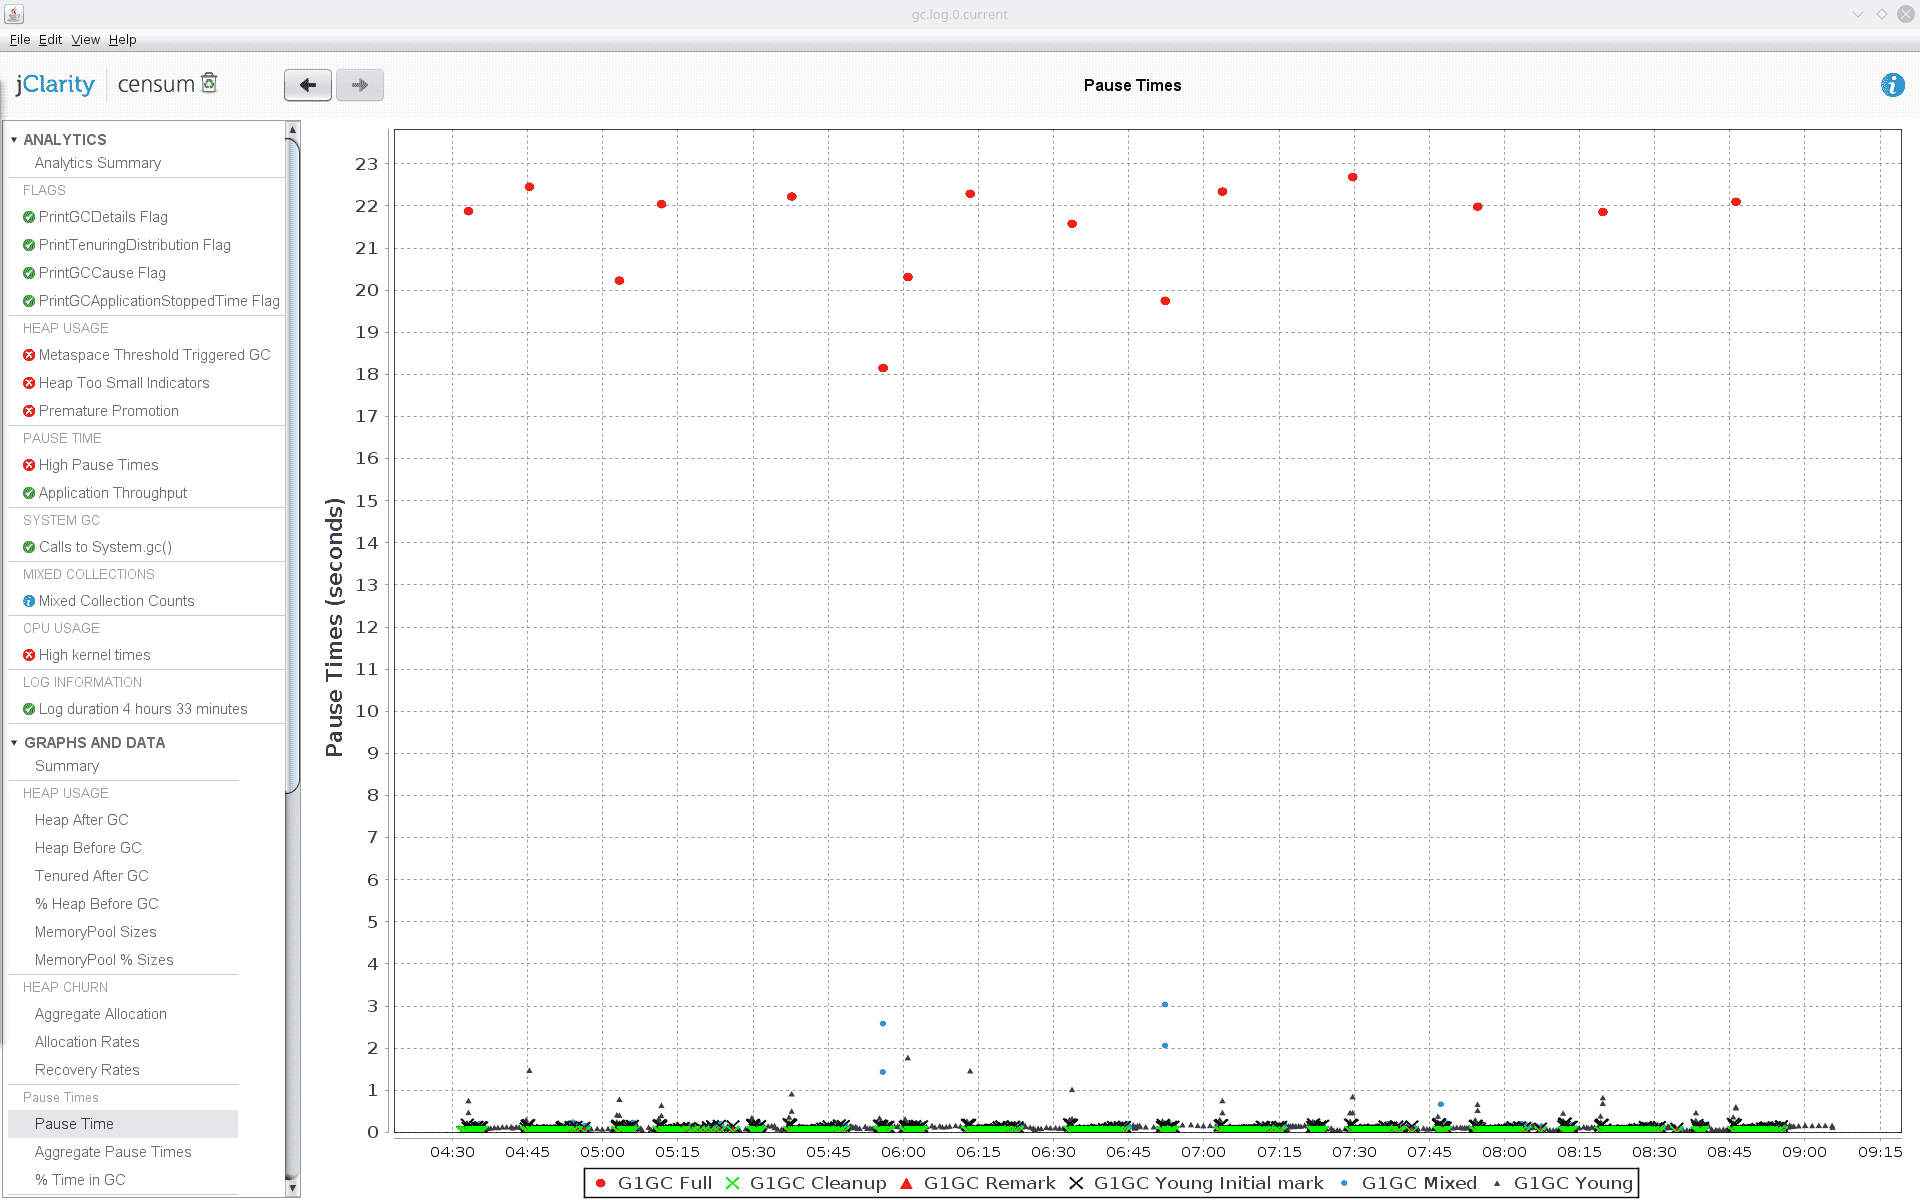 gc.log.0.current
File Edit View Help
jClarity censum
Pause Times
ANALYTICS
Analytics Summary
FLAGS
PrintGCDetails Flag
PrintTenuringDistribution Flag
PrintGCCause Flag
PrintGCApplicationStoppedTime Flag
HEAP USAGE
Metaspace Threshold Triggered GC
Heap Too Small Indicators
Premature Promotion
PAUSE TIME
High Pause Times
Application Throughput
SYSTEM GC
Calls to System.gc()
MIXED COLLECTIONS
Mixed Collection Counts
CPU USAGE
High kernel times
LOG INFORMATION
Log duration 4 hours 33 minutes
GRAPHS AND DATA
Summary
HEAP USAGE
Heap After GC
Heap Before GC
Tenured After GC
% Heap Before GC
MemoryPool Sizes
MemoryPool % Sizes
HEAP CHURN
Aggregate Allocation
Allocation Rates
Recovery Rates
Pause Times
Pause Time
Aggregate Pause Times
% Time in GC
Pause Times (seconds)
23
22
21
20
19
18
17
16
15
14
13
12
11
10
9
8
7
6
5
4
3
2
1
0
04:30 04:45 05:00 05:15 05:30 05:45 06:00 06:15 06:30 06:45 07:00 07:15 07:30 07:45 08:00 08:15 08:30 08:45 09:00 09:15
G1GC Full G1GC Cleanup G1GC Remark G1GC Young Initial mark G1GC Mixed G1GC Young